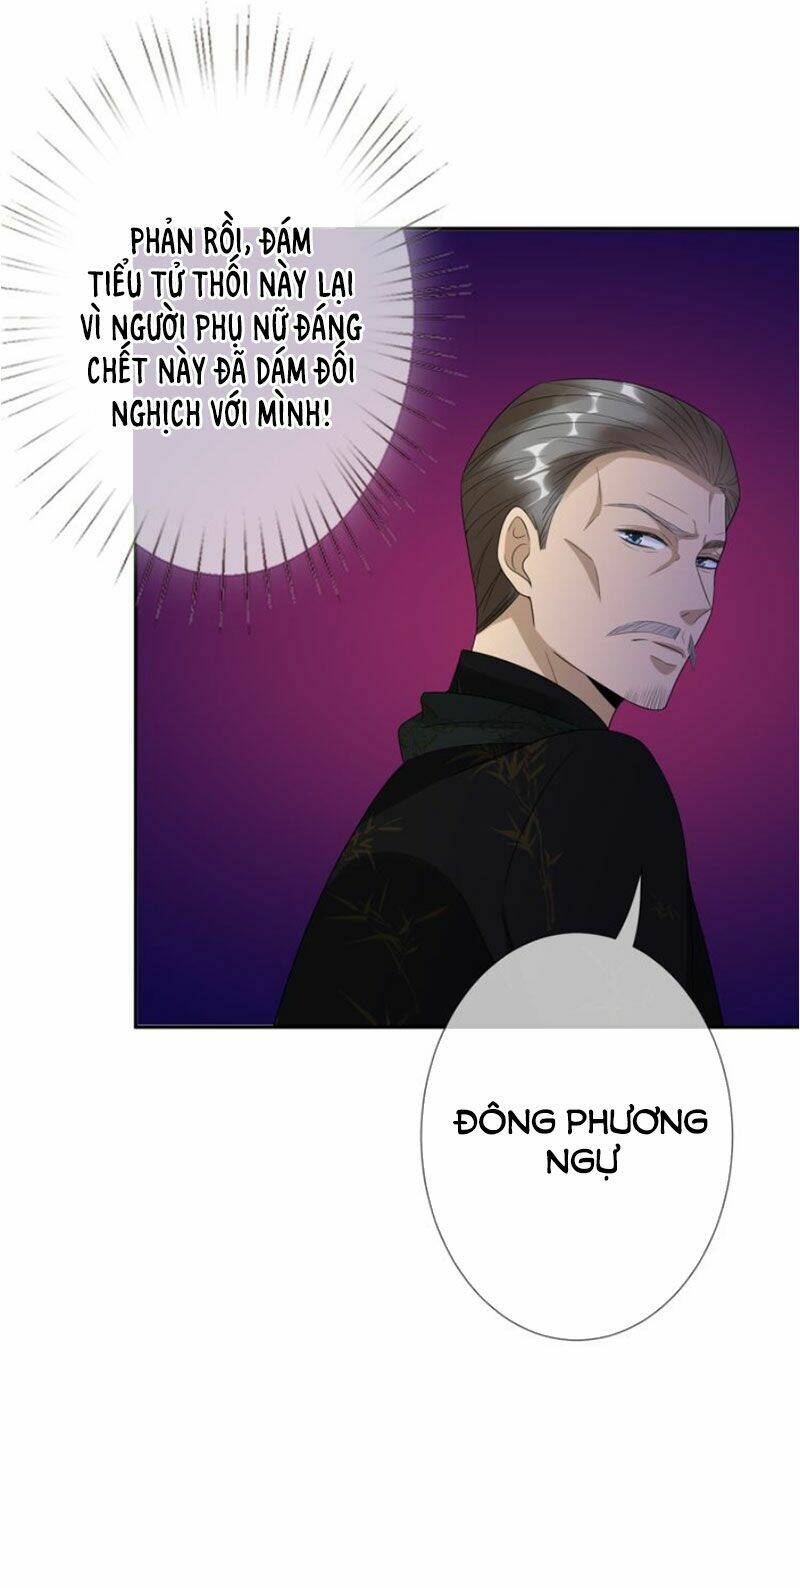 PHẢN RỒI, ĐÁM
TIỂU TỬ THỐI NÀY LẠI
VÌ NGƯỜI PHỤ NỮ ĐÁNG
CHẾT NÀY ĐÃ DÁM ĐỐI
NGHỊCH VỚI MÌNH!
ĐÔNG PHƯƠNG
NGỰ